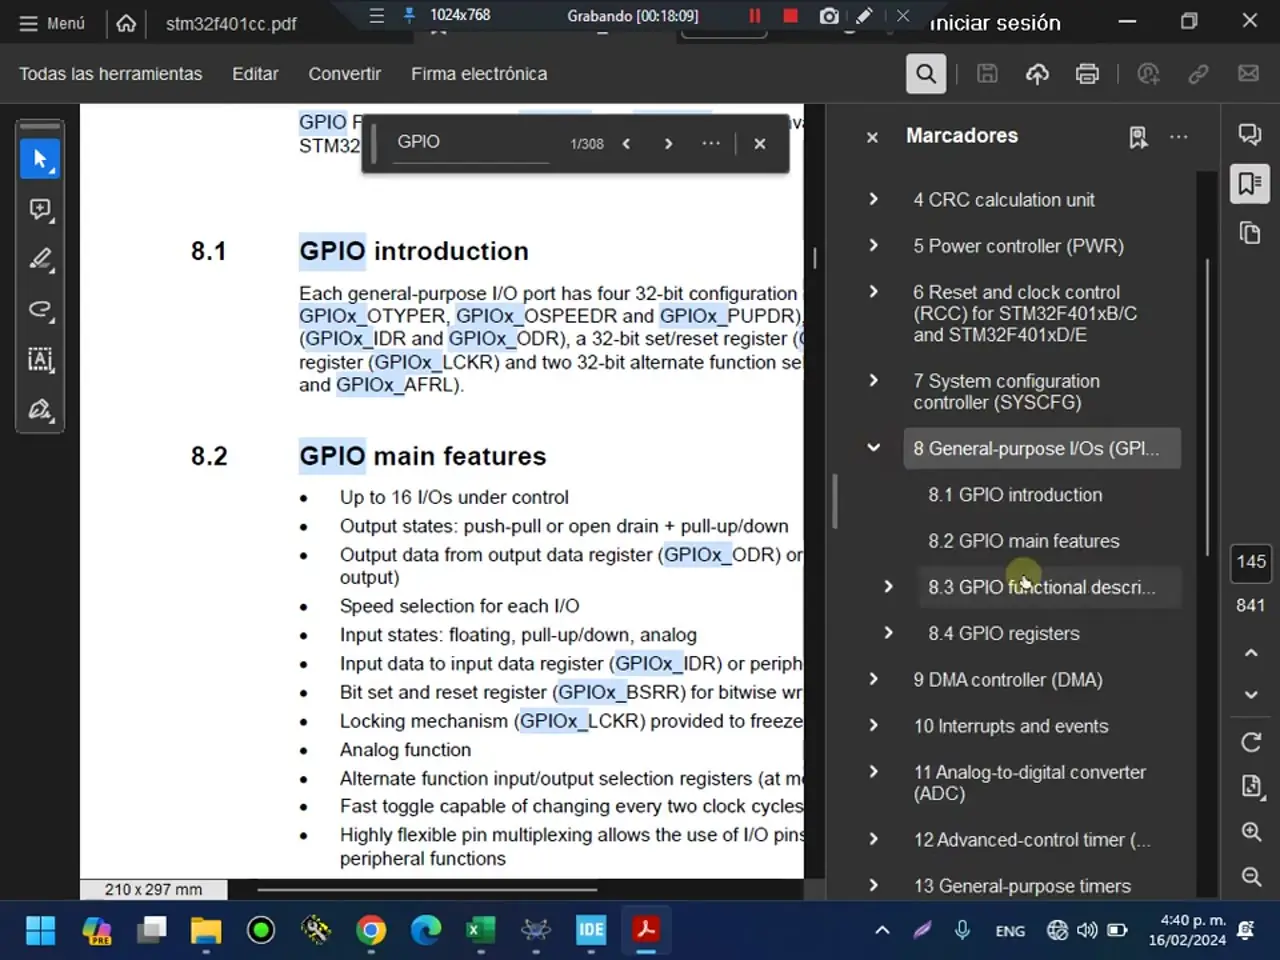 Menú
stm32f401cc.pdf
1024x768
Grabando [00:18:09]
Iniciar sesión
Todas las herramientas
Editar
Convertir
Firma electrónica
GPIO F
STM32
GPIO
1/308
8.1 GPIO introduction
Each general-purpose I/O port has four 32-bit configuration
GPIOx_OTYPER, GPIOx_OSPEEDR and GPIOx_PUPDR),
(GPIOx_IDR and GPIOx_ODR), a 32-bit set/reset register (
register (GPIOx_LCKR) and two 32-bit alternate function se
and GPIOx_AFRL).
8.2 GPIO main features
• Up to 16 I/Os under control
• Output states: push-pull or open drain + pull-up/down
• Output data from output data register (GPIOx_ODR) or
output)
• Speed selection for each I/O
• Input states: floating, pull-up/down, analog
• Input data to input data register (GPIOx_IDR) or periph
• Bit set and reset register (GPIOx_BSRR) for bitwise wr
• Locking mechanism (GPIOx_LCKR) provided to freeze
• Analog function
• Alternate function input/output selection registers (at mo
• Fast toggle capable of changing every two clock cycles
• Highly flexible pin multiplexing allows the use of I/O pins
peripheral functions
210 x 297 mm
Marcadores
4 CRC calculation unit
5 Power controller (PWR)
6 Reset and clock control
(RCC) for STM32F401xB/C
and STM32F401xD/E
7 System configuration
controller (SYSCFG)
8 General-purpose I/Os (GPI...
8.1 GPIO introduction
8.2 GPIO main features
8.3 GPIO functional descri...
8.4 GPIO registers
9 DMA controller (DMA)
10 Interrupts and events
11 Analog-to-digital converter
(ADC)
12 Advanced-control timer (...
13 General-purpose timers
145
841
PRE
IDE
ENG
4:40 p. m.
16/02/2024